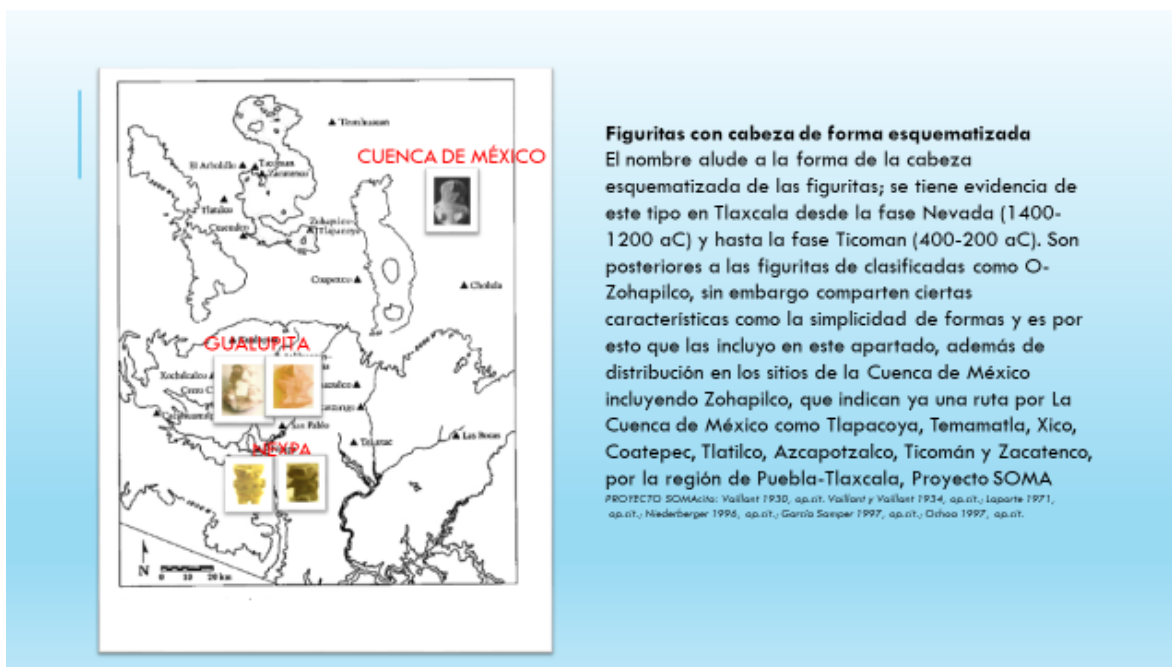 Teotihuacan
CUENCA DE MÉXICO
El Arbolillo
Ticoman
Zacatenco
Tlatilco
Cuicuilco
Zohapilco-
Tlapacoya
Coapexco
Cholula
GUALUPITA
Xochicalco
Cerro C
San Pablo
Las Bocas
NEXPA
N
0 10 20 km
Figuritas con cabeza de forma esquematizada
El nombre alude a la forma de la cabeza
esquematizada de las figuritas; se tiene evidencia de
este tipo en Tlaxcala desde la fase Nevada (1400-
1200 aC) y hasta la fase Ticoman (400-200 aC). Son
posteriores a las figuritas de clasificadas como O-
Zohapilco, sin embargo comparten ciertas
características como la simplicidad de formas y es por
esto que las incluyo en este apartado, además de
distribución en los sitios de la Cuenca de México
incluyendo Zohapilco, que indican ya una ruta por La
Cuenca de México como Tlapacoya, Temamatla, Xico,
Coatepec, Tlatilco, Azcapotzalco, Ticomán y Zacatenco,
por la región de Puebla-Tlaxcala, Proyecto SOMA
PROYECTO SOMAcita: Vaillant 1930, op.cit. Vaillant y Vaillant 1934, op.cit.; Laporte 1971,
op.cit.; Niederberger 1996, op.cit.; García Samper 1997, op.cit.; Ochoa 1997, op.cit.